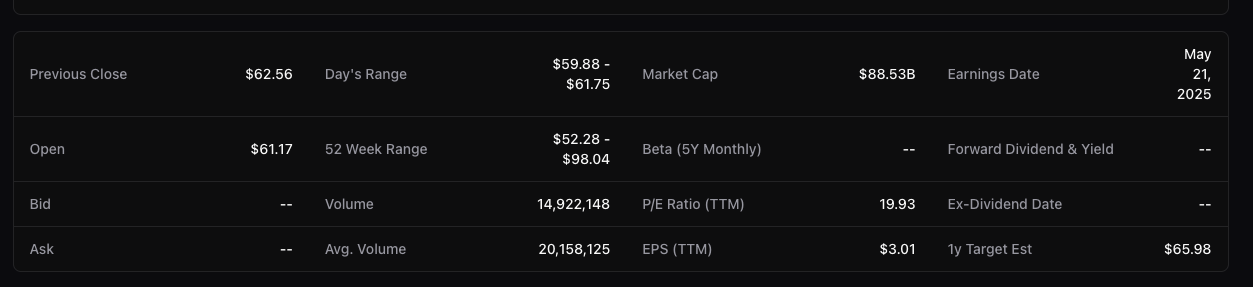 Previous Close $62.56 Day's Range $59.88 -
$61.75 Market Cap $88.53B Earnings Date May
21,
2025
Open $61.17 52 Week Range $52.28 -
$98.04 Beta (5Y Monthly) -- Forward Dividend & Yield --
Bid -- Volume 14,922,148 P/E Ratio (TTM) 19.93 Ex-Dividend Date --
Ask -- Avg. Volume 20,158,125 EPS (TTM) $3.01 1y Target Est $65.98